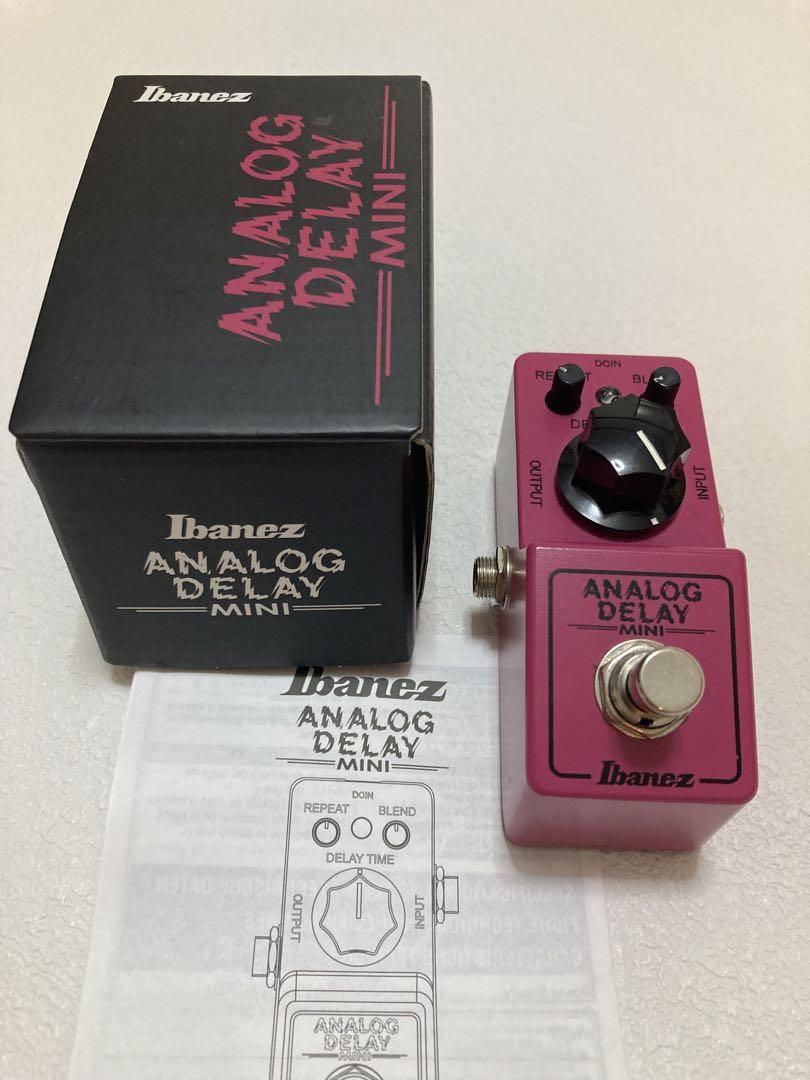 Ibanez
ANALOG
DELAY
MINI
Ibanez
ANALOG
DELAY
MINI
DCIN
OUTPUT
INPUT
ANALOG
DELAY
MINI
Ibanez
Ibanez
ANALOG
DELAY
MINI
DCIN
REPEAT
BLEND
DELAY TIME
OUTPUT
INPUT
ANALOG
DELAY
MINI